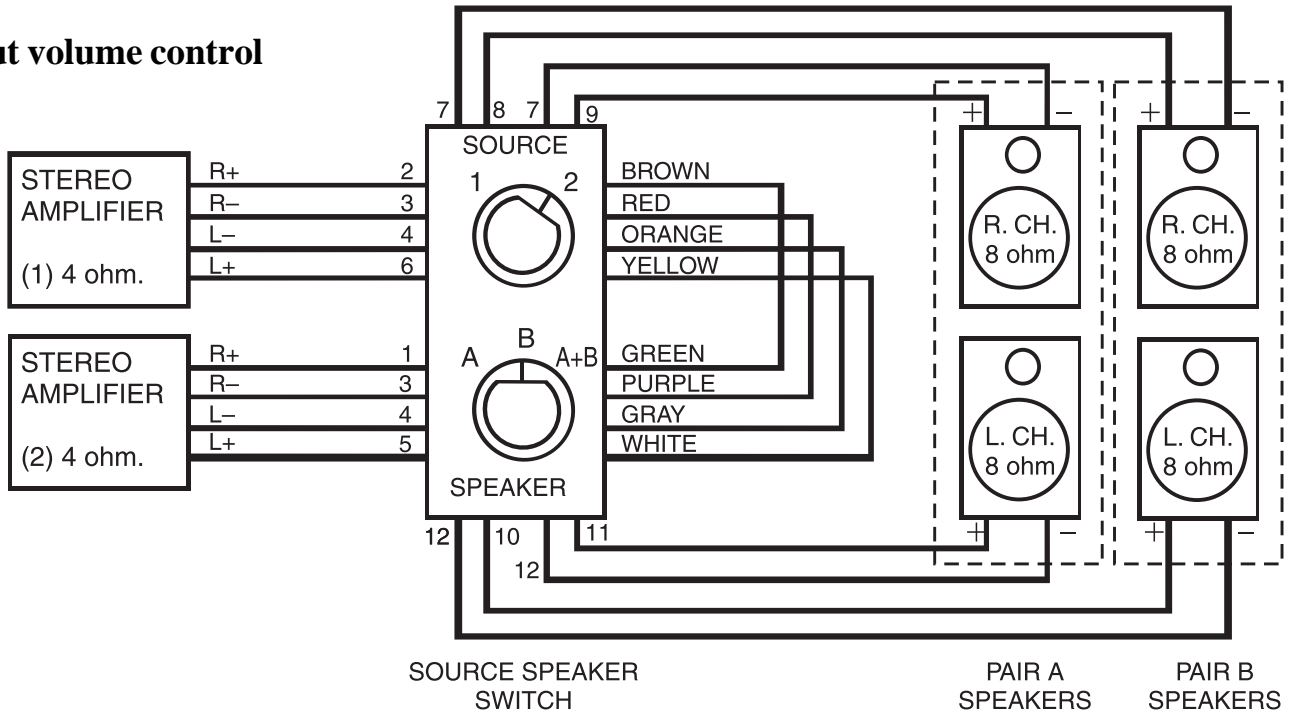 volume control
7 8 7 9
+ − + −
SOURCE
1 2
STEREO
AMPLIFIER
(1) 4 ohm.
R+ 2
R− 3
L− 4
L+ 6
BROWN
RED
ORANGE
YELLOW
R. CH.
8 ohm
R. CH.
8 ohm
STEREO
AMPLIFIER
(2) 4 ohm.
R+ 1
R− 3
L− 4
L+ 5
A B A+B
GREEN
PURPLE
GRAY
WHITE
SPEAKER
L. CH.
8 ohm
L. CH.
8 ohm
12 10 12 11
+ − + −
SOURCE SPEAKER
SWITCH
PAIR A
SPEAKERS
PAIR B
SPEAKERS